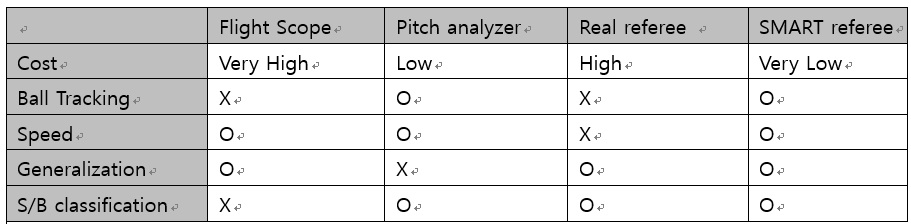 Flight Scope Pitch analyzer Real referee SMART referee
Cost Very High Low High Very Low
Ball Tracking X O X O
Speed O O X O
Generalization O X O O
S/B classification X O O O